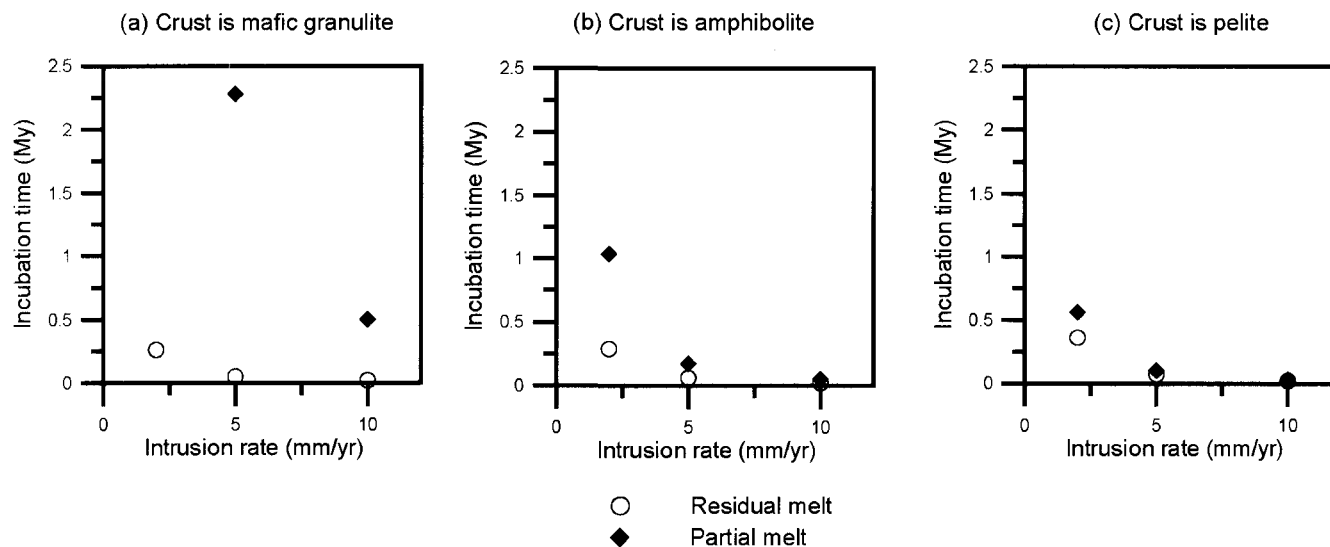 (a) Crust is mafic granulite
(b) Crust is amphibolite
(c) Crust is pelite
2.5
2
1.5
1
0.5
0
Incubation time (My)
0
5
10
Intrusion rate (mm/yr)
2.5
2
1.5
1
0.5
0
Incubation time (My)
0
5
10
Intrusion rate (mm/yr)
2.5
2
1.5
1
0.5
0
Incubation time (My)
0
5
10
Intrusion rate (mm/yr)
Residual melt
Partial melt